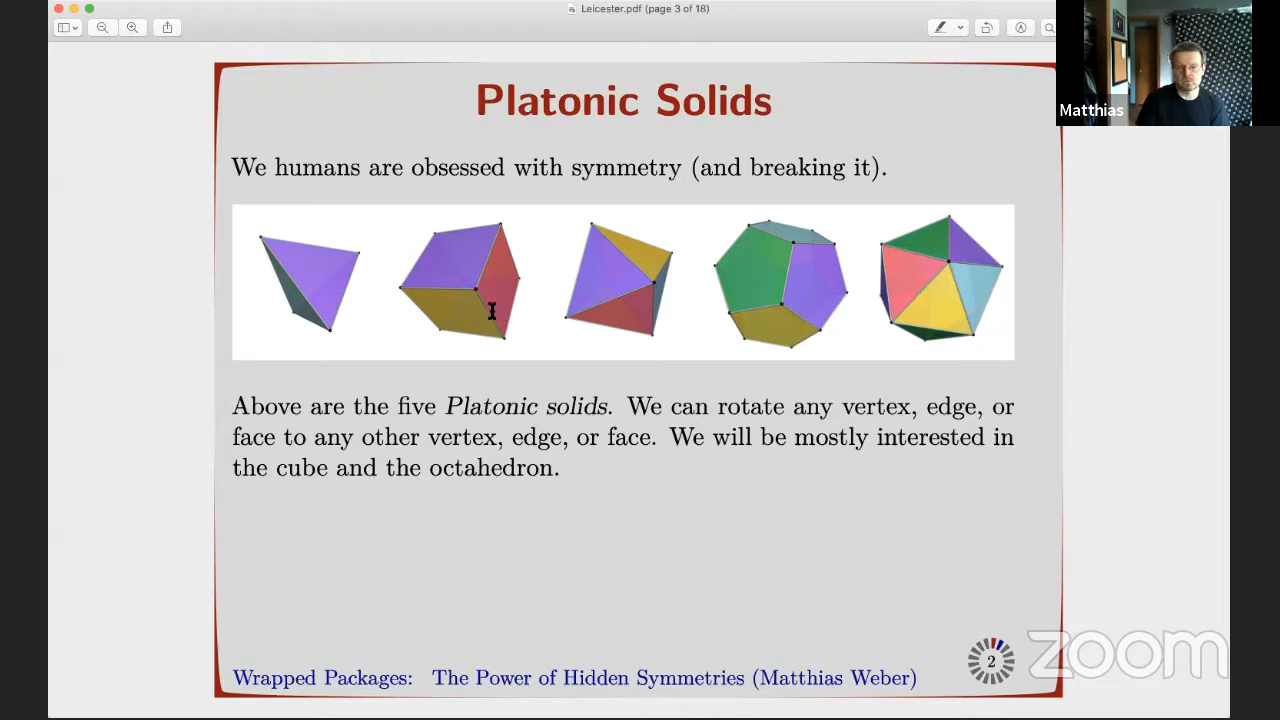 Leicester.pdf (page 3 of 18)
Matthias
Platonic Solids
We humans are obsessed with symmetry (and breaking it).
Above are the five Platonic solids. We can rotate any vertex, edge, or
face to any other vertex, edge, or face. We will be mostly interested in
the cube and the octahedron.
2
zoom
Wrapped Packages: The Power of Hidden Symmetries (Matthias Weber)